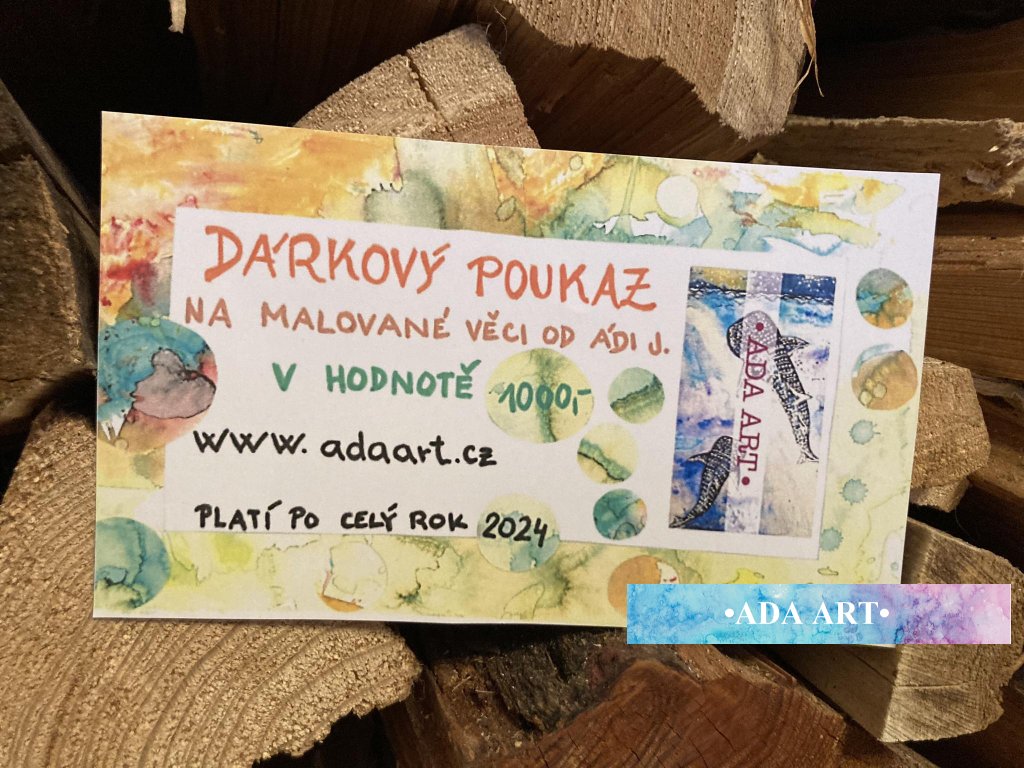 DÁRKOVÝ POUKAZ
NA MALOVANÉ VĚCI OD ÁDI J.
V HODNOTĚ 1000,-
www.adaart.cz
PLATÍ PO CELÝ ROK 2024
•ADA ART•
•ADA ART•